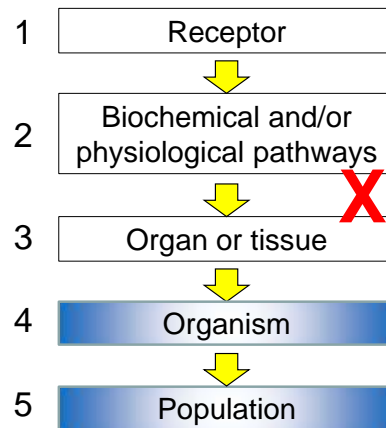 1 Receptor
2 Biochemical and/or
physiological pathways
X
3 Organ or tissue
4 Organism
5 Population